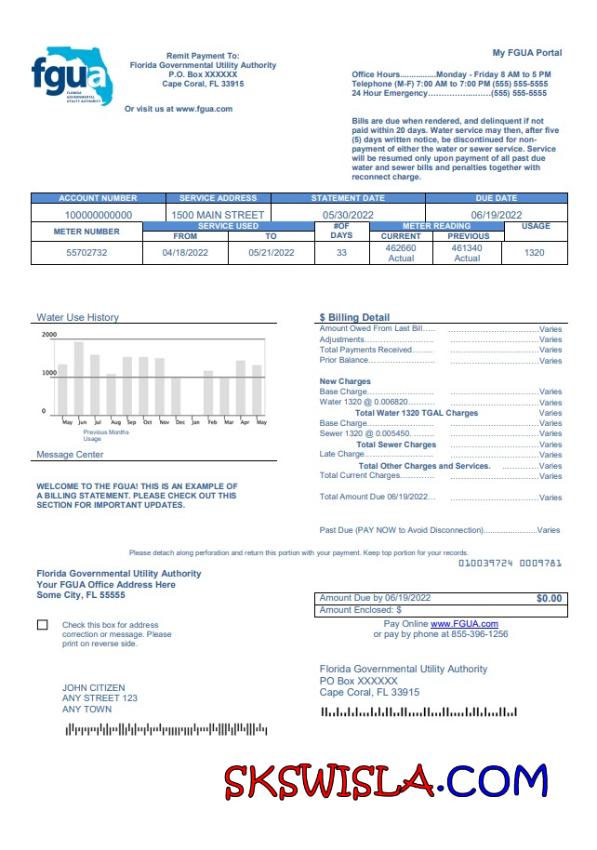 fgua
FLORIDA
GOVERNMENTAL
UTILITY AUTHORITY
Remit Payment To:
Florida Governmental Utility Authority
P.O. Box XXXXXX
Cape Coral, FL 33915
Or visit us at www.fgua.com
My FGUA Portal
Office Hours................Monday - Friday 8 AM to 5 PM
Telephone (M-F) 7:00 AM to 7:00 PM (555) 555-5555
24 Hour Emergency........................(555) 555-5555
Bills are due when rendered, and delinquent if not
paid within 20 days. Water service may then, after five
(5) days written notice, be discontinued for non-
payment of either the water or sewer service. Service
will be resumed only upon payment of all past due
water and sewer bills and penalties together with
reconnect charge.
ACCOUNT NUMBER SERVICE ADDRESS STATEMENT DATE DUE DATE
100000000000 1500 MAIN STREET 05/30/2022 06/19/2022
METER NUMBER SERVICE USED #OF DAYS METER READING USAGE
FROM TO CURRENT PREVIOUS
55702732 04/18/2022 05/21/2022 33 462660 Actual 461340 Actual 1320
Water Use History
2000
1000
0
May Jun Jly Aug Sep Oct Nov Dec Jan Feb Mar Apr May
Previous Months
Usage
Message Center
WELCOME TO THE FGUA! THIS IS AN EXAMPLE OF
A BILLING STATEMENT. PLEASE CHECK OUT THIS
SECTION FOR IMPORTANT UPDATES.
$ Billing Detail
Amount Owed From Last Bill..... ....................................Varies
Adjustments........................ ....................................Varies
Total Payments Received........ ....................................Varies
Prior Balance...................... ....................................Varies
New Charges
Base Charge........................ ....................................Varies
Water 1320 @ 0.006820.......... ....................................Varies
Total Water 1320 TGAL Charges ........................Varies
Base Charge........................ ....................................Varies
Sewer 1320 @ 0.005450.......... ....................................Varies
Total Sewer Charges ....................................Varies
Late Charge........................ ....................................Varies
Total Other Charges and Services. ..............Varies
Total Current Charges............ ....................................Varies
Total Amount Due 06/19/2022... ....................................Varies
Past Due (PAY NOW to Avoid Disconnection)......................Varies
Please detach along perforation and return this portion with your payment. Keep top portion for your records.
010039724 0009781
Florida Governmental Utility Authority
Your FGUA Office Address Here
Some City, FL 55555
Check this box for address
correction or message. Please
print on reverse side.
Amount Due by 06/19/2022 $0.00
Amount Enclosed: $
Pay Online www.FGUA.com
or pay by phone at 855-396-1256
JOHN CITIZEN
ANY STREET 123
ANY TOWN
Florida Governmental Utility Authority
PO Box XXXXXX
Cape Coral, FL 33915
SKSWISLA.COM